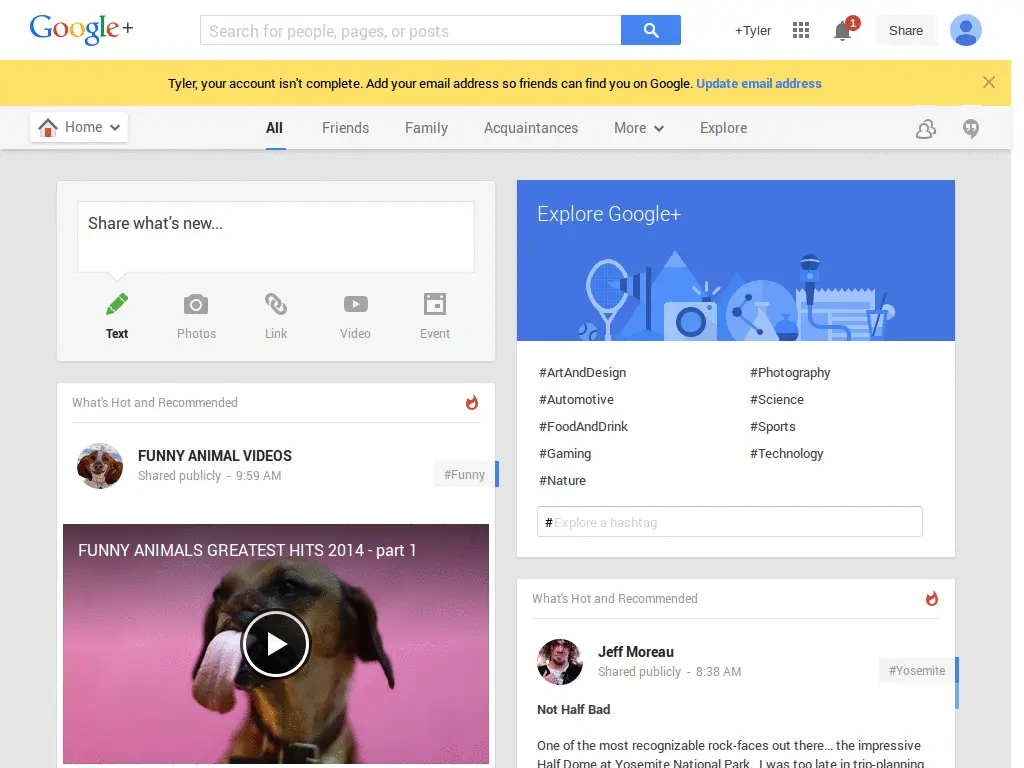 Google+
Search for people, pages, or posts
+Tyler
1
Share
Tyler, your account isn't complete. Add your email address so friends can find you on Google. Update email address
Home
All
Friends
Family
Acquaintances
More
Explore
Share what's new...
Text
Photos
Link
Video
Event
What's Hot and Recommended
FUNNY ANIMAL VIDEOS
Shared publicly - 9:59 AM
#Funny
FUNNY ANIMALS GREATEST HITS 2014 - part 1
Explore Google+
#ArtAndDesign
#Photography
#Automotive
#Science
#FoodAndDrink
#Sports
#Gaming
#Technology
#Nature
#Explore a hashtag
What's Hot and Recommended
Jeff Moreau
Shared publicly - 8:38 AM
#Yosemite
Not Half Bad
One of the most recognizable rock-faces out there... the impressive
Half Dome at Yosemite National Park. I was too late in trip-planning